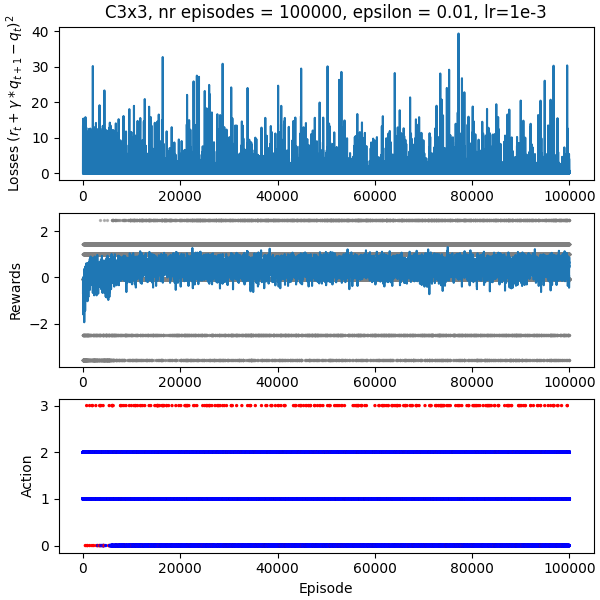 C3x3, nr episodes = 100000, epsilon = 0.01, lr=1e-3
Losses $(r_t + \gamma * q_{t+1} - q_t)^2$
40
30
20
10
0
0 20000 40000 60000 80000 100000
Rewards
2
0
−2
0 20000 40000 60000 80000 100000
Action
3
2
1
0
0 20000 40000 60000 80000 100000
Episode